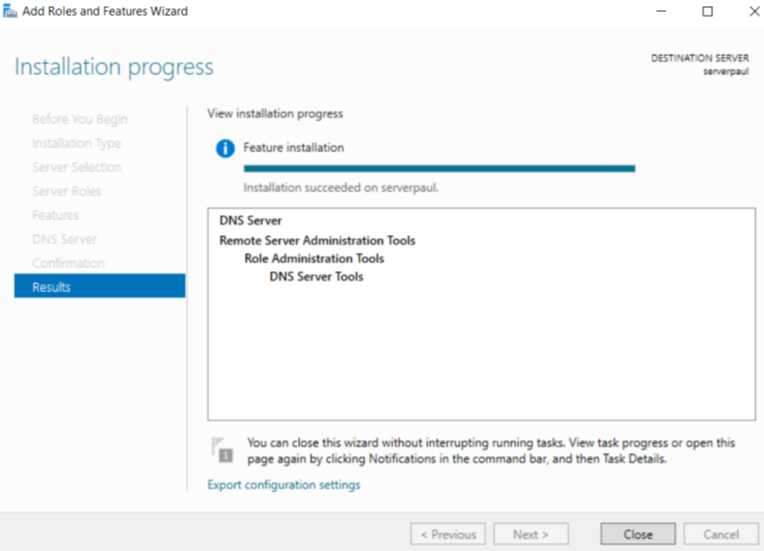 Add Roles and Features Wizard
Installation progress
DESTINATION SERVER
serverpaul
Before You Begin
Installation Type
Server Selection
Server Roles
Features
DNS Server
Confirmation
Results
View installation progress
Feature installation
Installation succeeded on serverpaul.
DNS Server
Remote Server Administration Tools
Role Administration Tools
DNS Server Tools
1
You can close this wizard without interrupting running tasks. View task progress or open this
page again by clicking Notifications in the command bar, and then Task Details.
Export configuration settings
< Previous
Next >
Close
Cancel